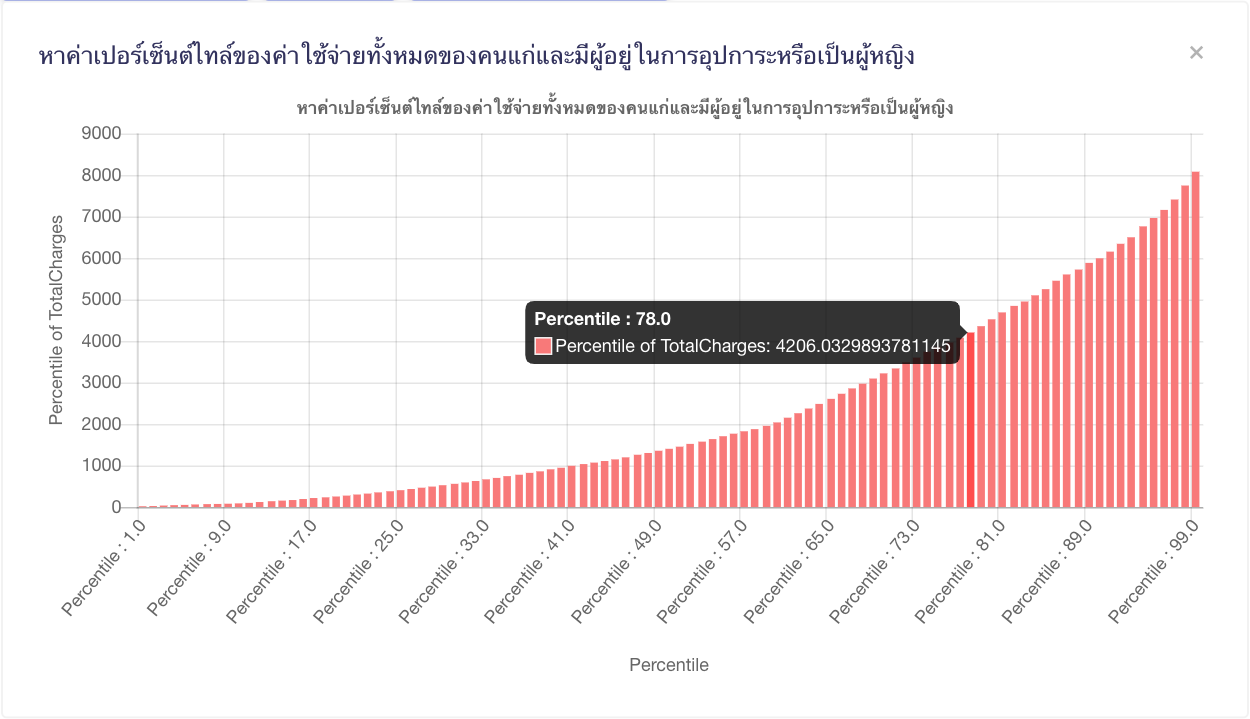 หาค่าเปอร์เซ็นต์ไทล์ของค่าใช้จ่ายทั้งหมดของคนแก่และมีผู้อยู่ในการอุปการะหรือเป็นผู้หญิง ×
หาค่าเปอร์เซ็นต์ไทล์ของค่าใช้จ่ายทั้งหมดของคนแก่และมีผู้อยู่ในการอุปการะหรือเป็นผู้หญิง
9000
8000
7000
6000
5000
4000
3000
2000
1000
0
Percentile of TotalCharges
Percentile : 78.0
Percentile of TotalCharges: 4206.0329893781145
Percentile : 1.0
Percentile : 9.0
Percentile : 17.0
Percentile : 25.0
Percentile : 33.0
Percentile : 41.0
Percentile : 49.0
Percentile : 57.0
Percentile : 65.0
Percentile : 73.0
Percentile : 81.0
Percentile : 89.0
Percentile : 99.0
Percentile